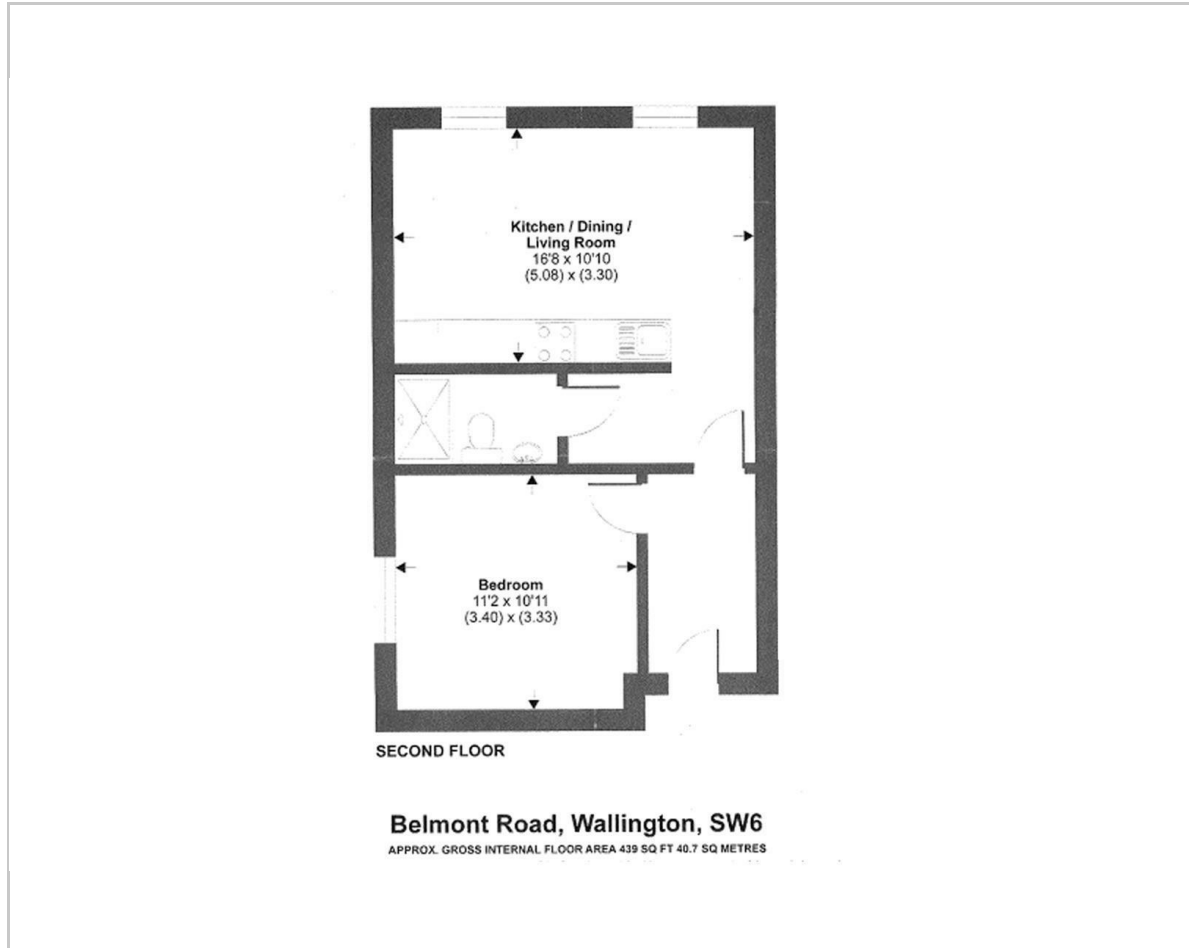 Kitchen / Dining /
Living Room
16'8 x 10'10
(5.08) x (3.30)
Bedroom
11'2 x 10'11
(3.40) x (3.33)
SECOND FLOOR
Belmont Road, Wallington, SW6
APPROX. GROSS INTERNAL FLOOR AREA 439 SQ FT 40.7 SQ METRES